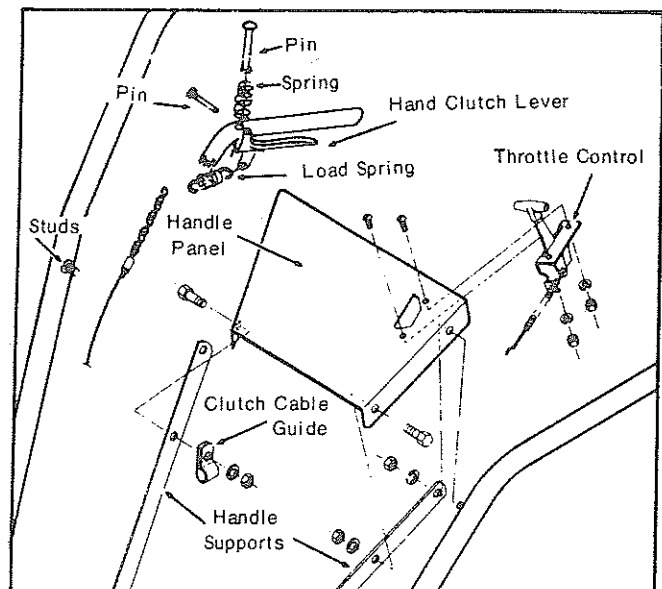 Pin
Spring
Pin
Hand Clutch Lever
Throttle Control
Load Spring
Studs
Handle
Panel
Clutch Cable
Guide
Handle
Supports